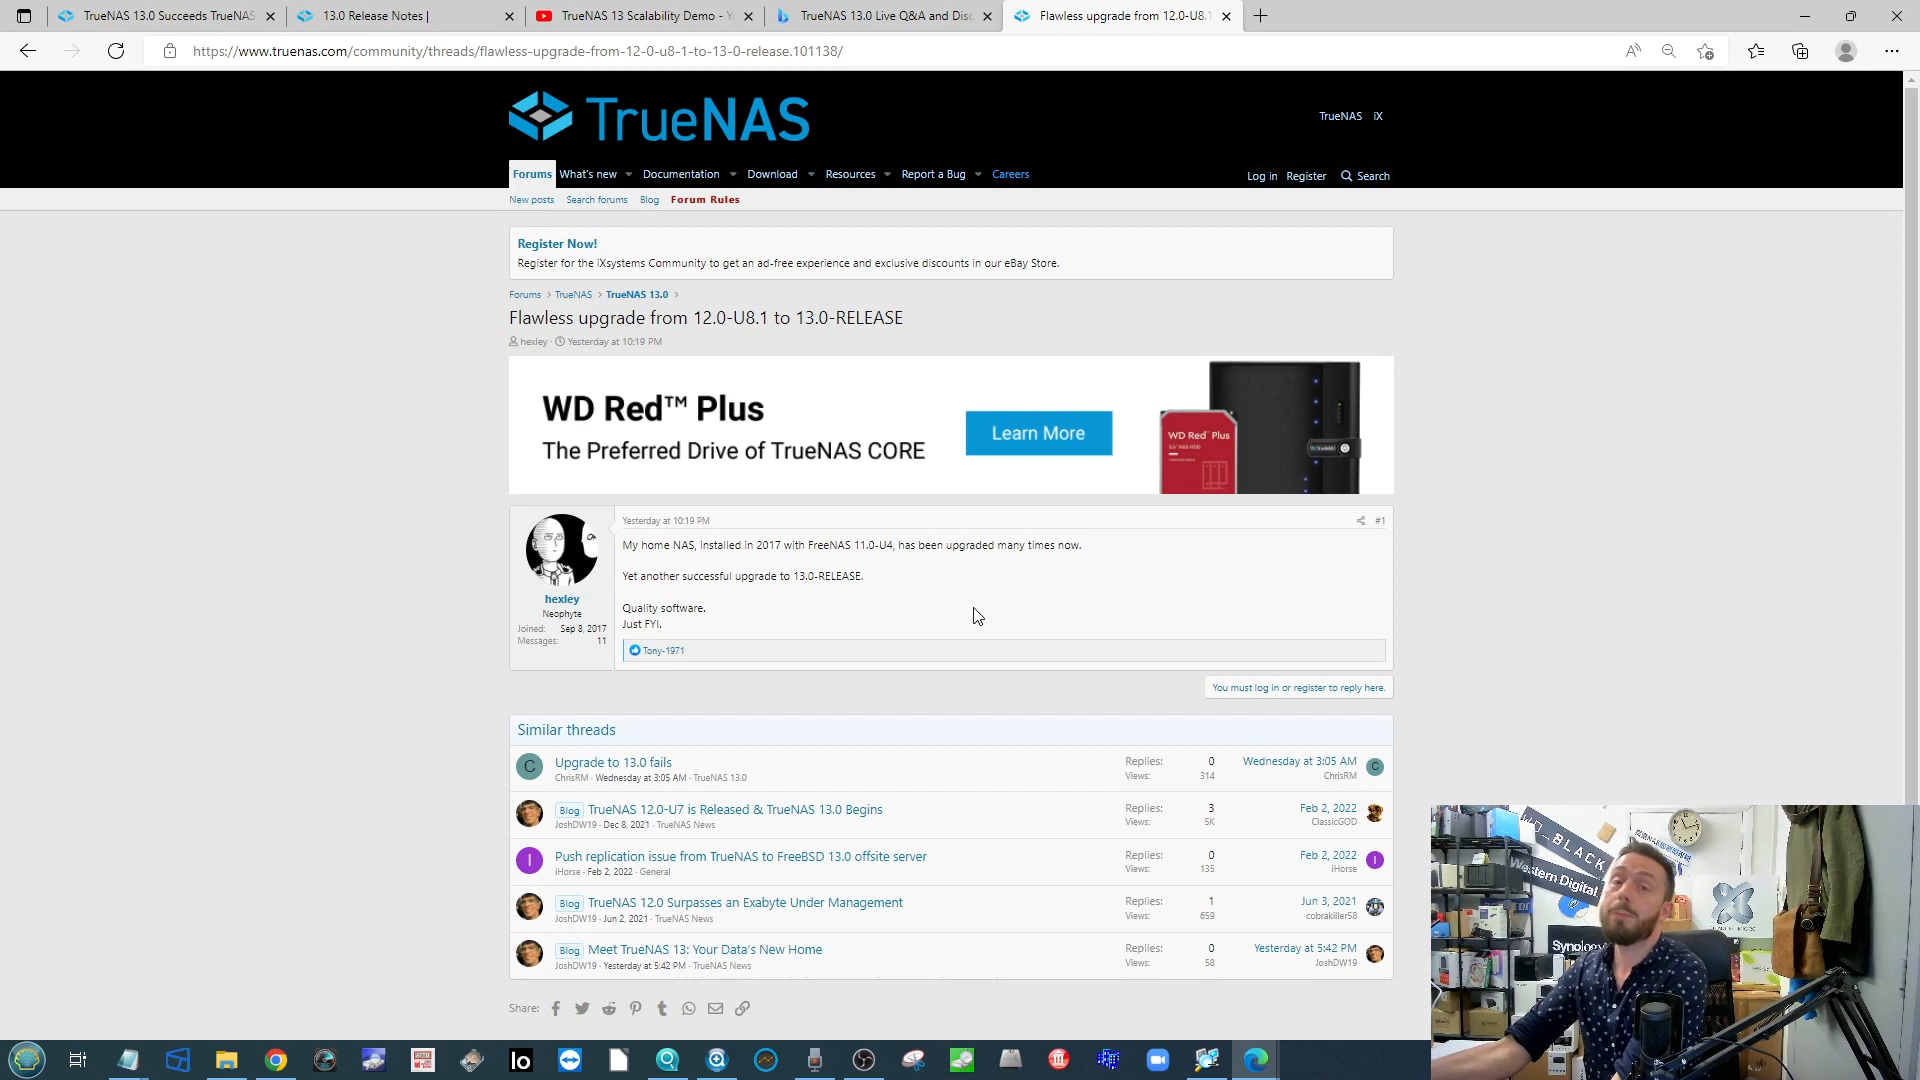 TrueNAS 13.0 Succeeds TrueNAS
13.0 Release Notes |
TrueNAS 13 Scalability Demo - Yo
TrueNAS 13.0 Live Q&A and Disc
Flawless upgrade from 12.0-U8.1
https://www.truenas.com/community/threads/flawless-upgrade-from-12-0-u8-1-to-13-0-release.101138/
TrueNAS
TrueNAS iX
Forums What's new Documentation Download Resources Report a Bug Careers
Log in Register Search
New posts Search forums Blog Forum Rules
Register Now!
Register for the iXsystems Community to get an ad-free experience and exclusive discounts in our eBay Store.
Forums > TrueNAS > TrueNAS 13.0 >
Flawless upgrade from 12.0-U8.1 to 13.0-RELEASE
hexley · Yesterday at 10:19 PM
WD Red™ Plus
The Preferred Drive of TrueNAS CORE
Learn More
WD Red Plus
Yesterday at 10:19 PM
#1
My home NAS, installed in 2017 with FreeNAS 11.0-U4, has been upgraded many times now.
Yet another successful upgrade to 13.0-RELEASE.
Quality software.
Just FYI.
hexley
Neophyte
Joined: Sep 8, 2017
Messages: 11
Tony-1971
You must log in or register to reply here.
Similar threads
C
Upgrade to 13.0 fails
ChrisRM · Wednesday at 3:05 AM · TrueNAS 13.0
Replies: 0
Views: 314
Wednesday at 3:05 AM
ChrisRM
C
Blog TrueNAS 12.0-U7 is Released & TrueNAS 13.0 Begins
JoshDW19 · Dec 8, 2021 · TrueNAS News
Replies: 3
Views: 5K
Feb 2, 2022
ClassicGOD
I
Push replication issue from TrueNAS to FreeBSD 13.0 offsite server
iHorse · Feb 2, 2022 · General
Replies: 0
Views: 135
Feb 2, 2022
iHorse
I
Blog TrueNAS 12.0 Surpasses an Exabyte Under Management
JoshDW19 · Jun 2, 2021 · TrueNAS News
Replies: 1
Views: 659
Jun 3, 2021
cobrakiller58
Blog Meet TrueNAS 13: Your Data's New Home
JoshDW19 · Yesterday at 5:42 PM · TrueNAS News
Replies: 0
Views: 58
Yesterday at 5:42 PM
JoshDW19
Share:
Io
WD_BLACK
Western Digital
Synology